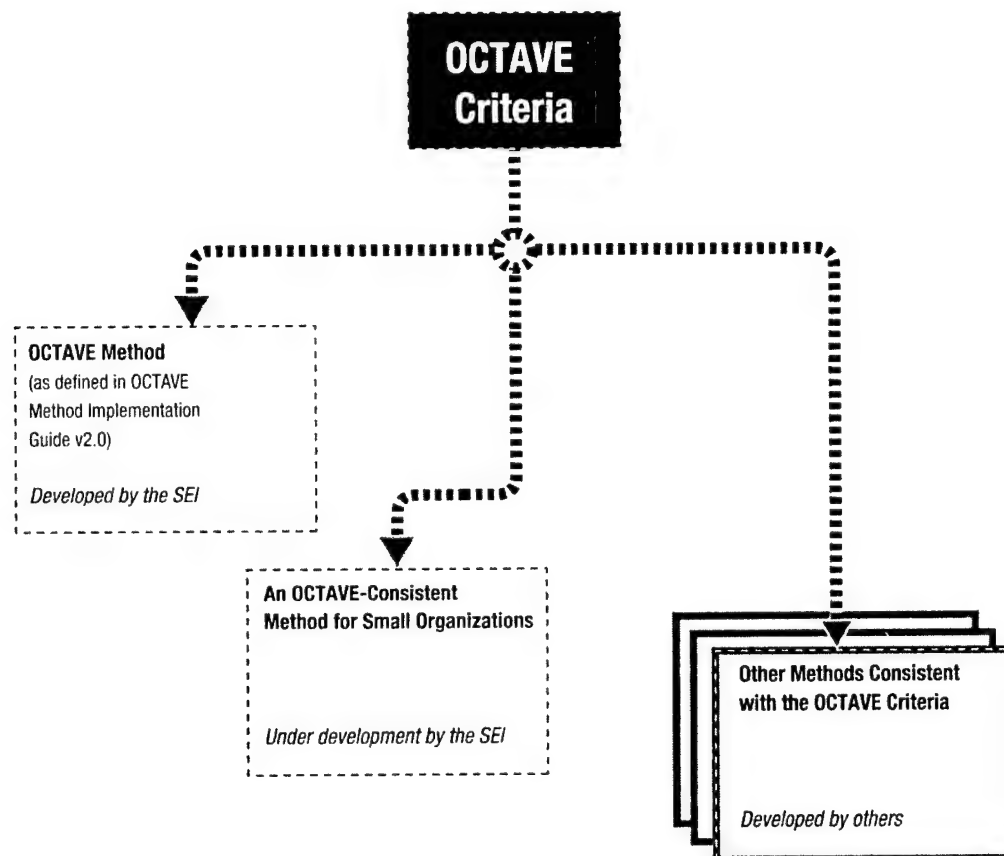 OCTAVE
Criteria
OCTAVE Method
(as defined in OCTAVE
Method Implementation
Guide v2.0)
Developed by the SEI
An OCTAVE-Consistent
Method for Small Organizations
Under development by the SEI
Other Methods Consistent
with the OCTAVE Criteria
Developed by others